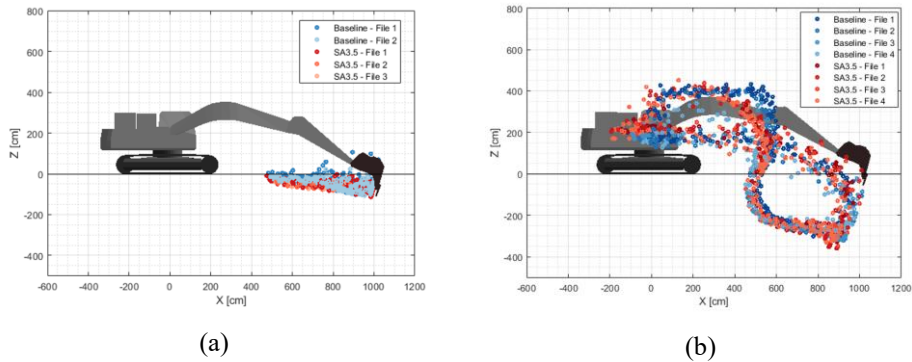 800
600
400
200
0
-200
-400
-600 -400 -200 0 200 400 600 800 1000 1200
Z [cm]
X [cm]
Baseline - File 1
Baseline - File 2
SA3.5 - File 1
SA3.5 - File 2
SA3.5 - File 3
(a)
800
600
400
200
0
-200
-400
-600 -400 -200 0 200 400 600 800 1000 1200
Z [cm]
X [cm]
Baseline - File 1
Baseline - File 2
Baseline - File 3
Baseline - File 4
SA3.5 - File 1
SA3.5 - File 2
SA3.5 - File 3
SA3.5 - File 4
(b)